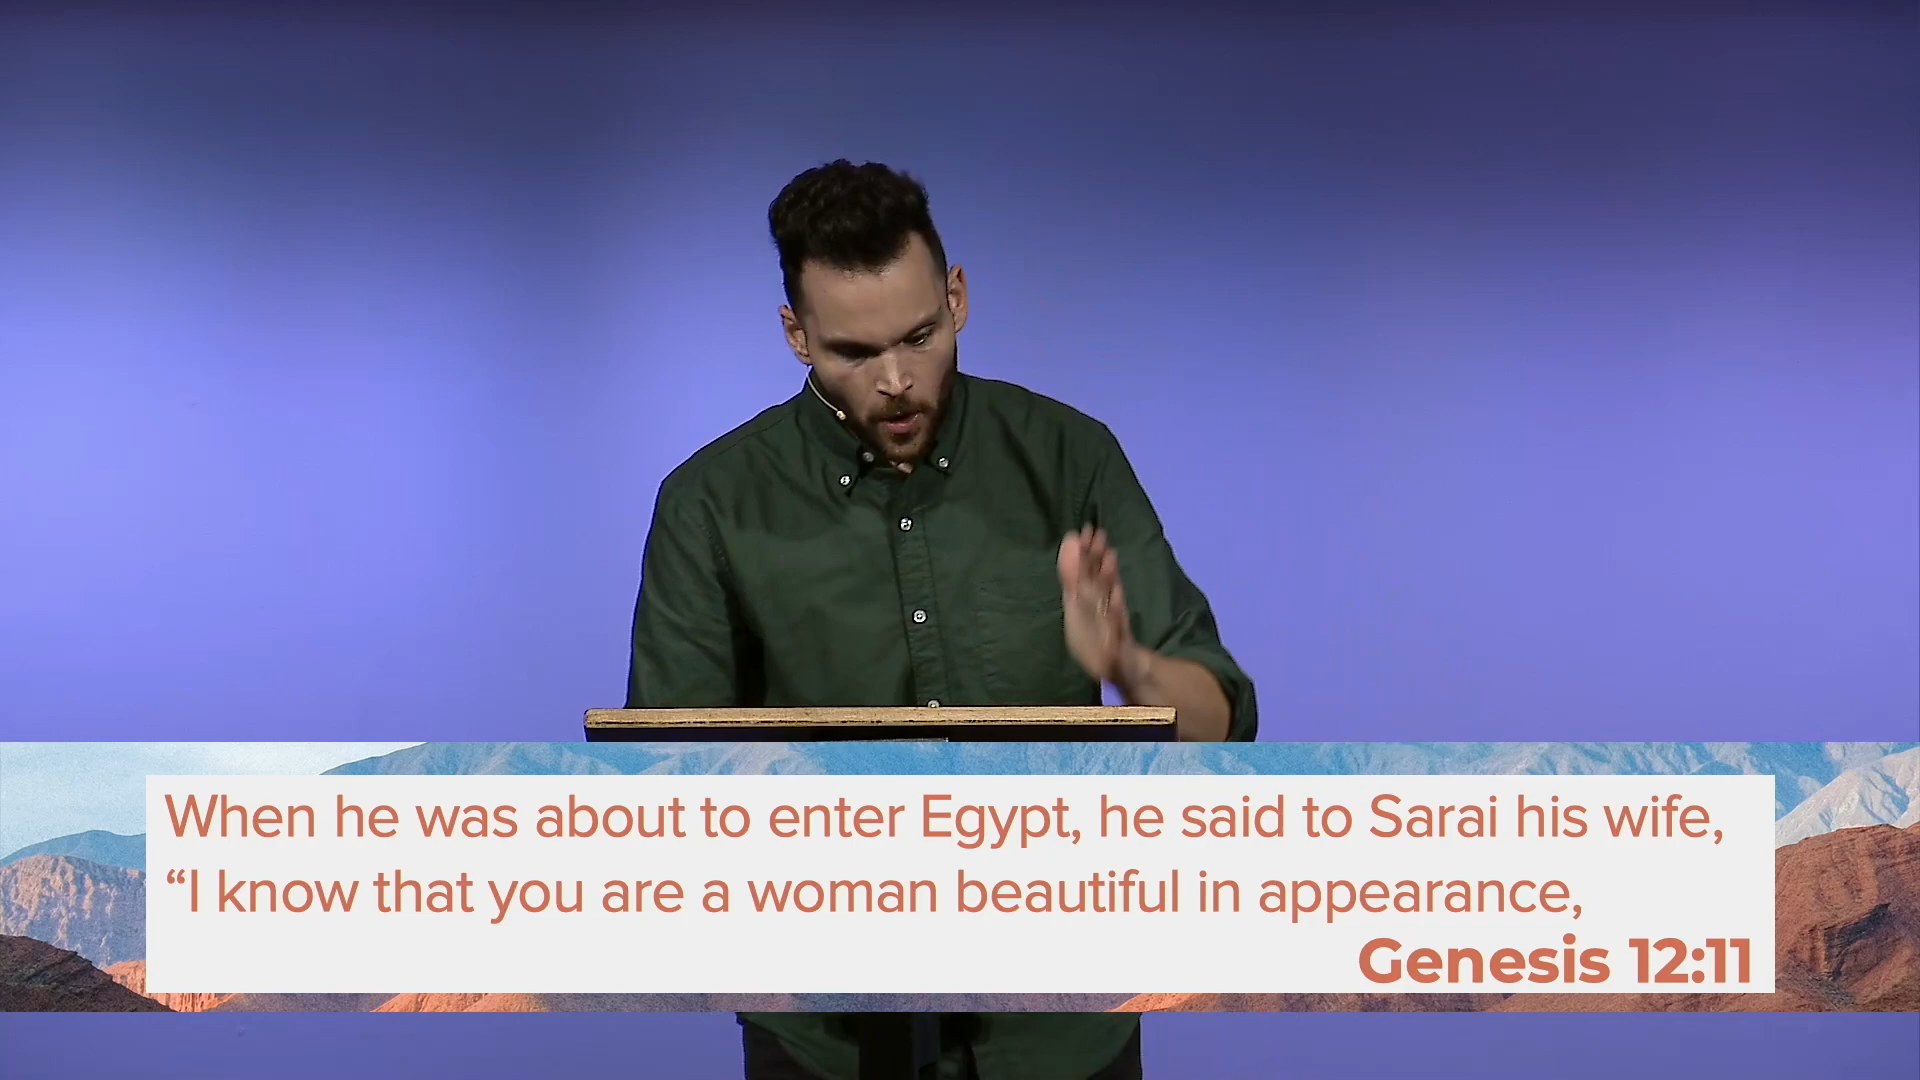 When he was about to enter Egypt, he said to Sarai his wife,
“I know that you are a woman beautiful in appearance,
Genesis 12:11